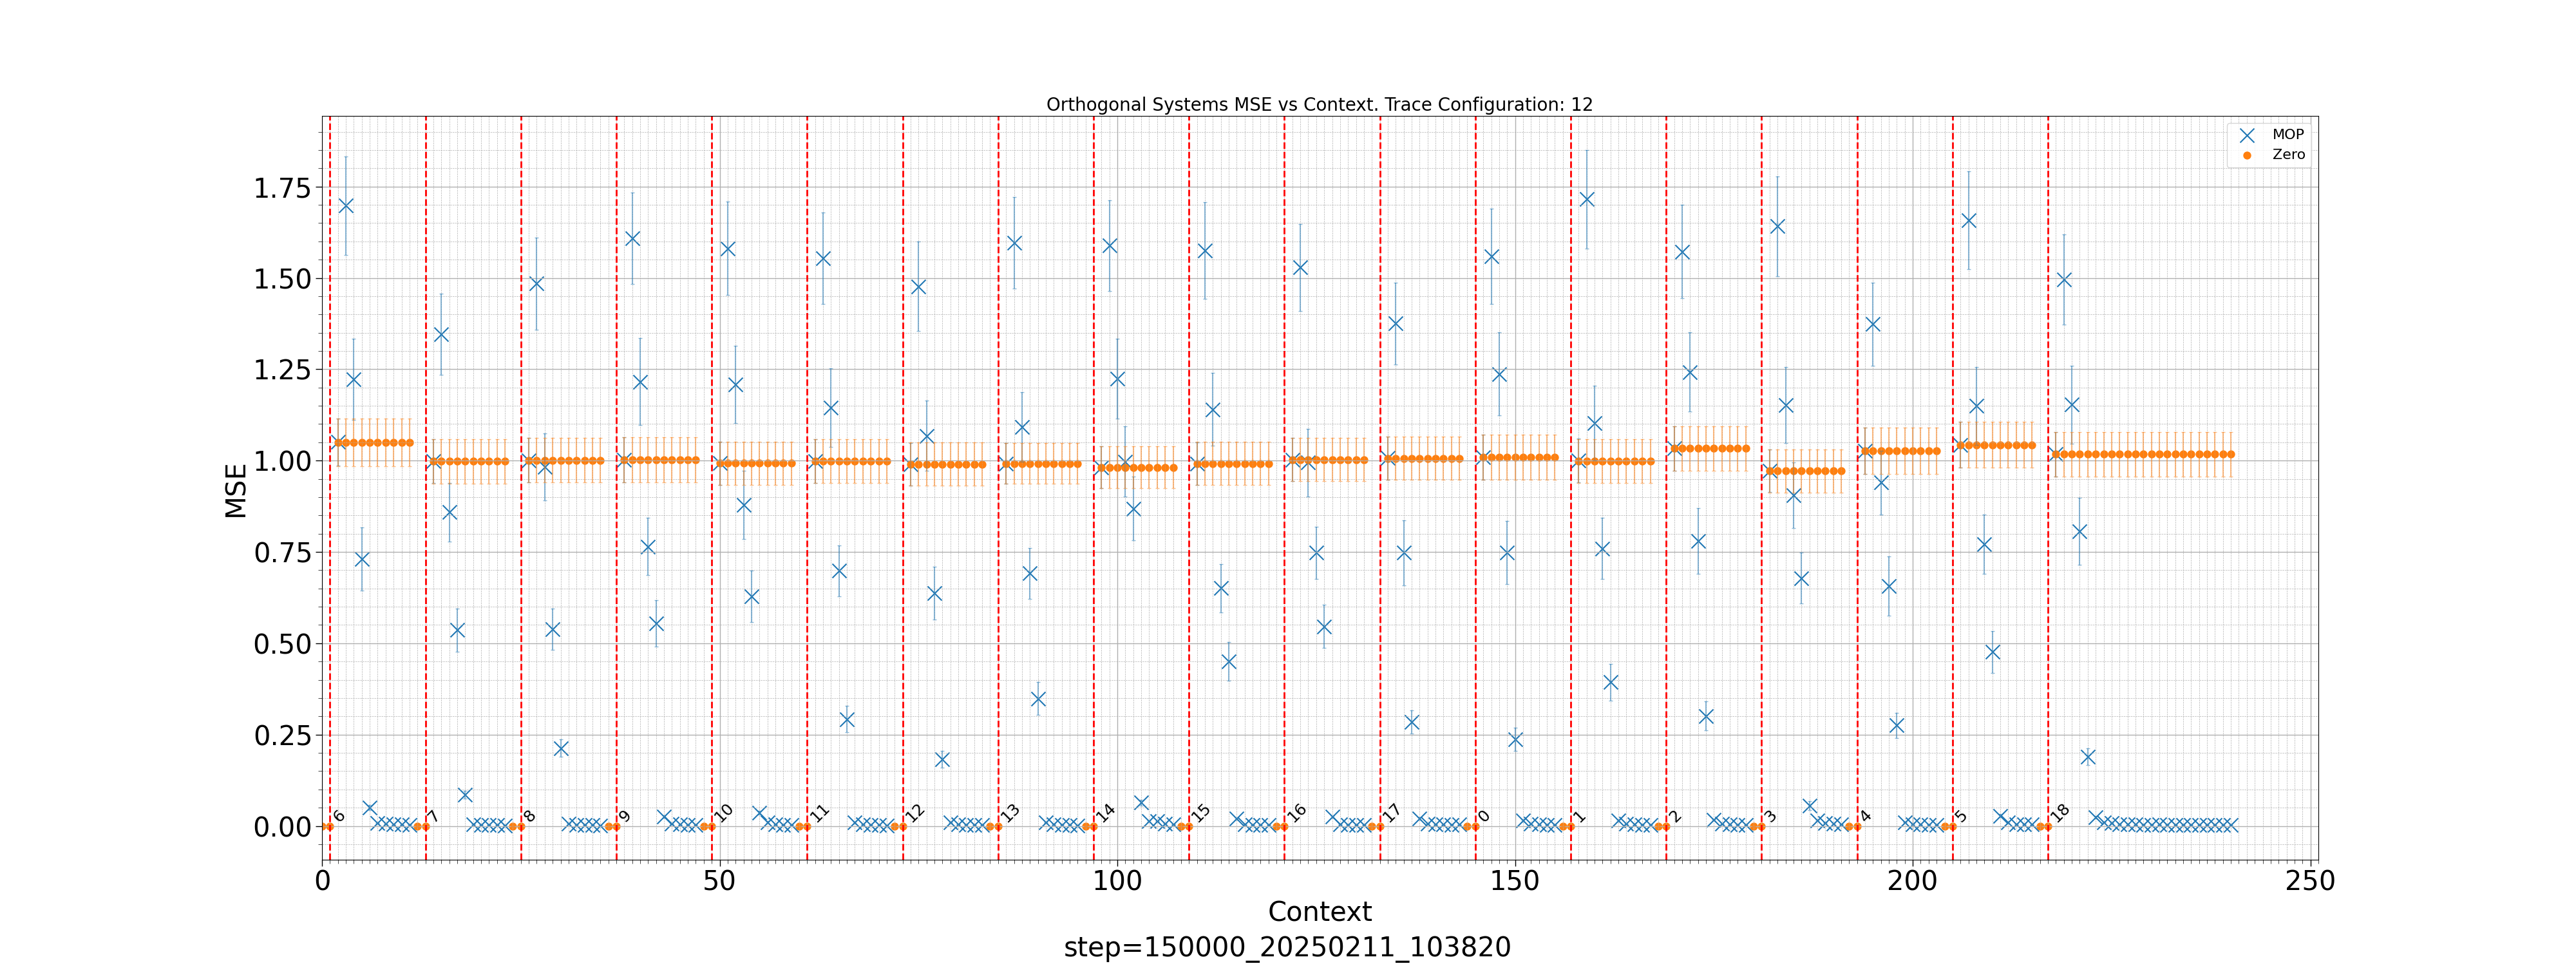 Orthogonal Systems MSE vs Context. Trace Configuration: 12
MOP
Zero
MSE
1.75
1.50
1.25
1.00
0.75
0.50
0.25
0.00
6 7 8 9 10 11 12 13 14 15 16 17 0 1 2 3 4 5 18
0 50 100 150 200 250
Context
step=150000_20250211_103820